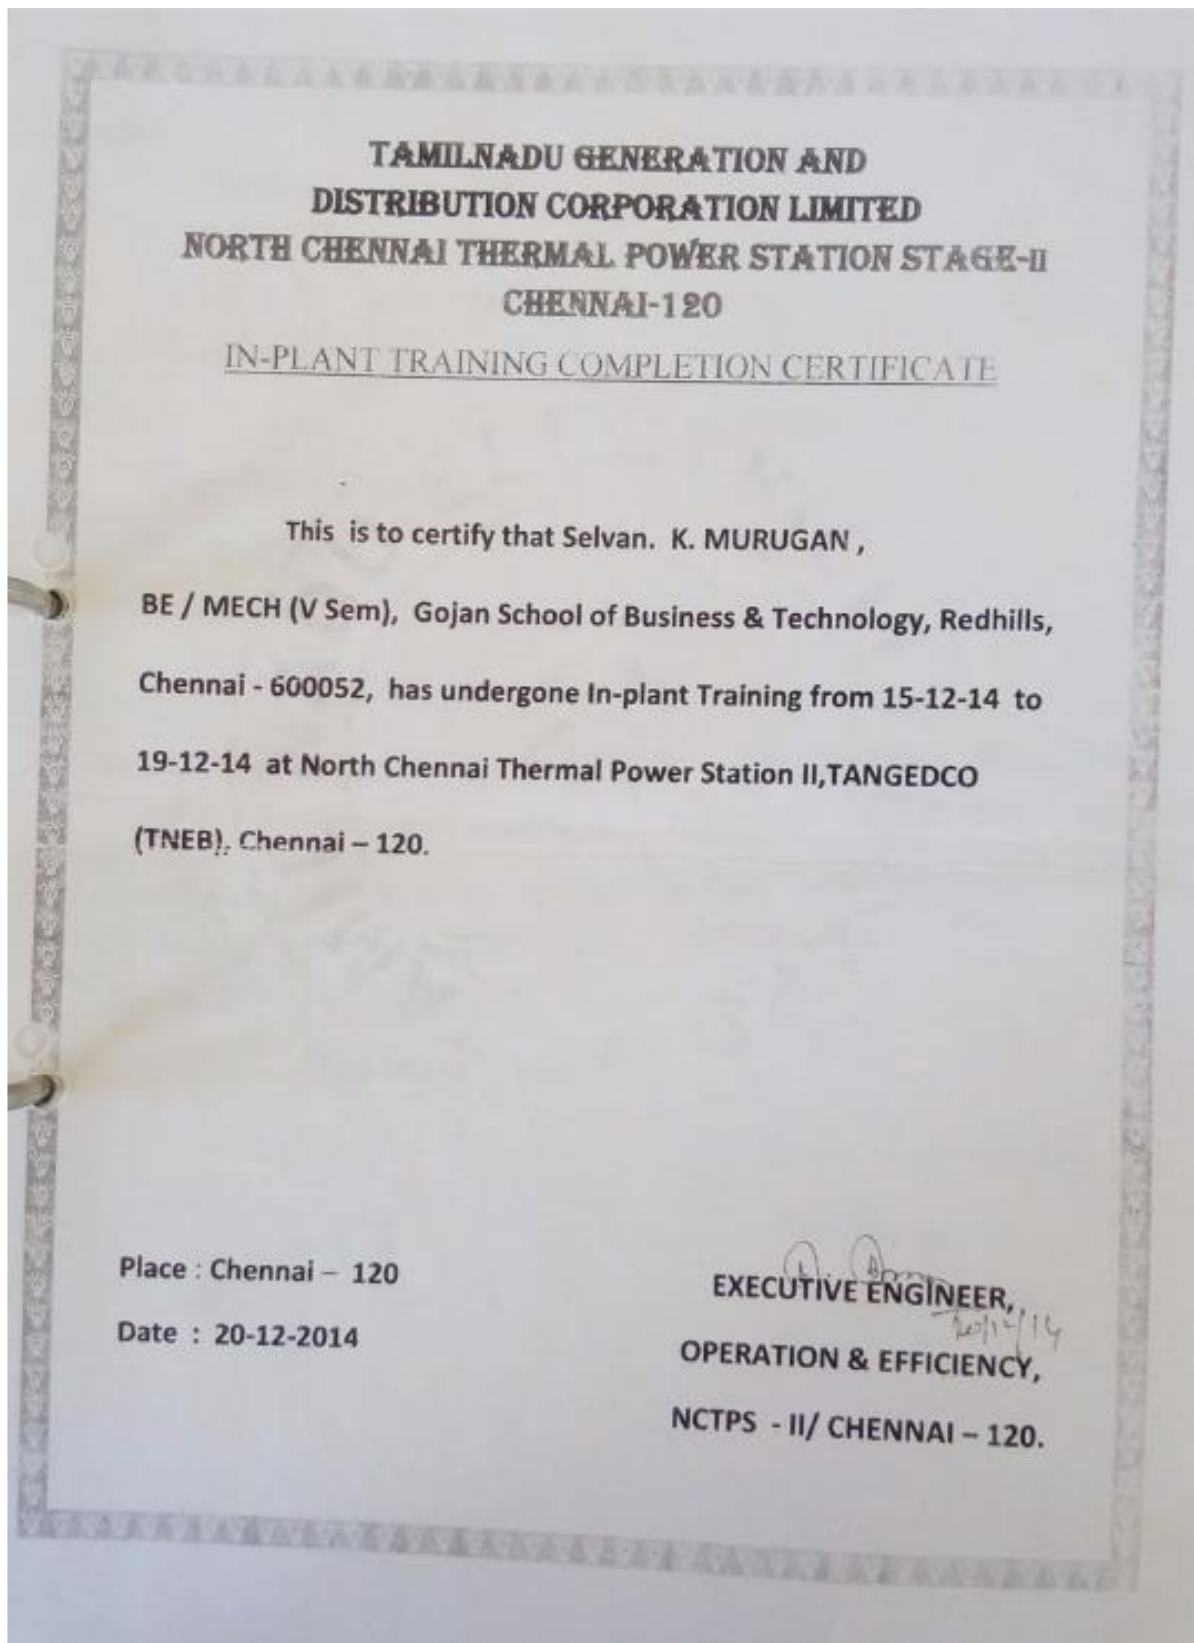 TAMILNADU GENERATION AND
DISTRIBUTION CORPORATION LIMITED
NORTH CHENNAI THERMAL POWER STATION STAGE-II
CHENNAI-120
IN-PLANT TRAINING COMPLETION CERTIFICATE
This is to certify that Selvan. K. MURUGAN ,
BE / MECH (V Sem), Gojan School of Business & Technology, Redhills,
Chennai - 600052, has undergone In-plant Training from 15-12-14 to
19-12-14 at North Chennai Thermal Power Station II,TANGEDCO
(TNEB). Chennai – 120.
Place : Chennai – 120
Date : 20-12-2014
EXECUTIVE ENGINEER,
20/12/14
OPERATION & EFFICIENCY,
NCTPS - II/ CHENNAI – 120.